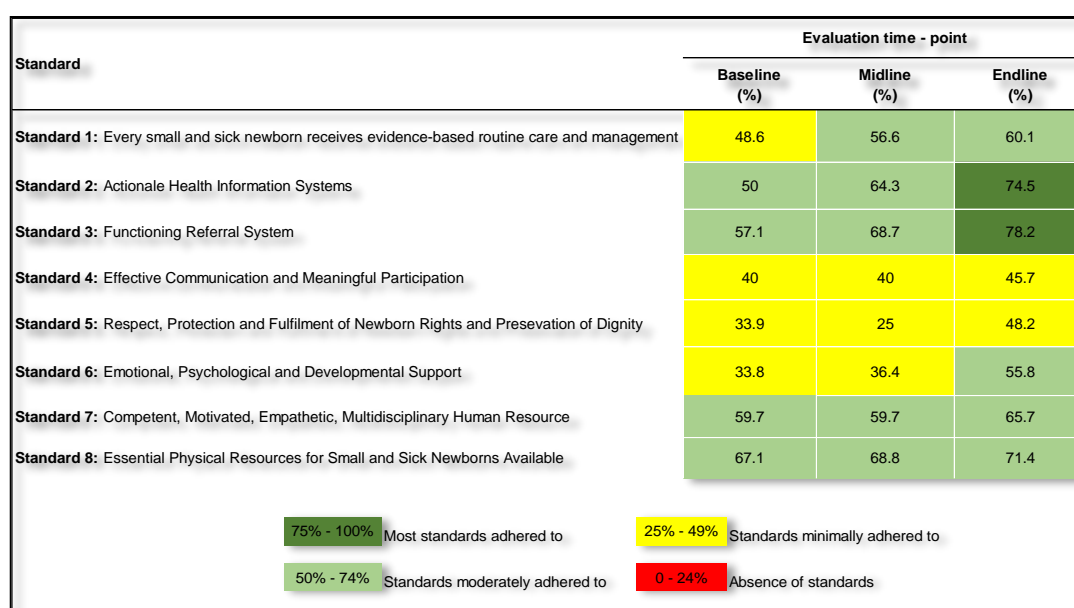 Evaluation time - point
Standard
Baseline Midline Endline
(%) (%) (%)
Standard 1: Every small and sick newborn receives evidence-based routine care and management 48.6 56.6 60.1
Standard 2: Actionale Health Information Systems 50 64.3 74.5
Standard 3: Functioning Referral System 57.1 68.7 78.2
Standard 4: Effective Communication and Meaningful Participation 40 40 45.7
Standard 5: Respect, Protection and Fulfilment of Newborn Rights and Presevation of Dignity 33.9 25 48.2
Standard 6: Emotional, Psychological and Developmental Support 33.8 36.4 55.8
Standard 7: Competent, Motivated, Empathetic, Multidisciplinary Human Resource 59.7 59.7 65.7
Standard 8: Essential Physical Resources for Small and Sick Newborns Available 67.1 68.8 71.4
75% - 100% Most standards adhered to 25% - 49% Standards minimally adhered to
50% - 74% Standards moderately adhered to 0 - 24% Absence of standards